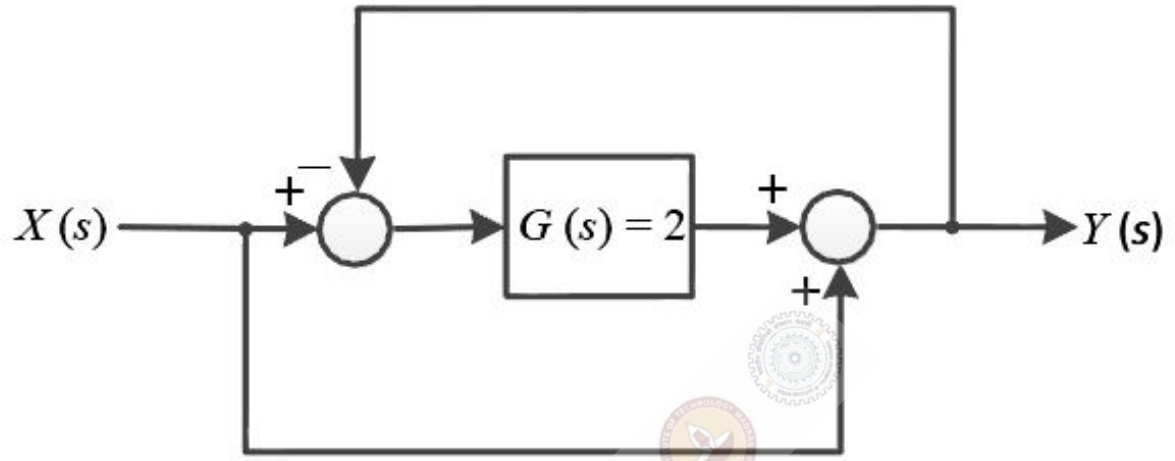 −
+
+
X(s)
G(s) = 2
Y(s)
+